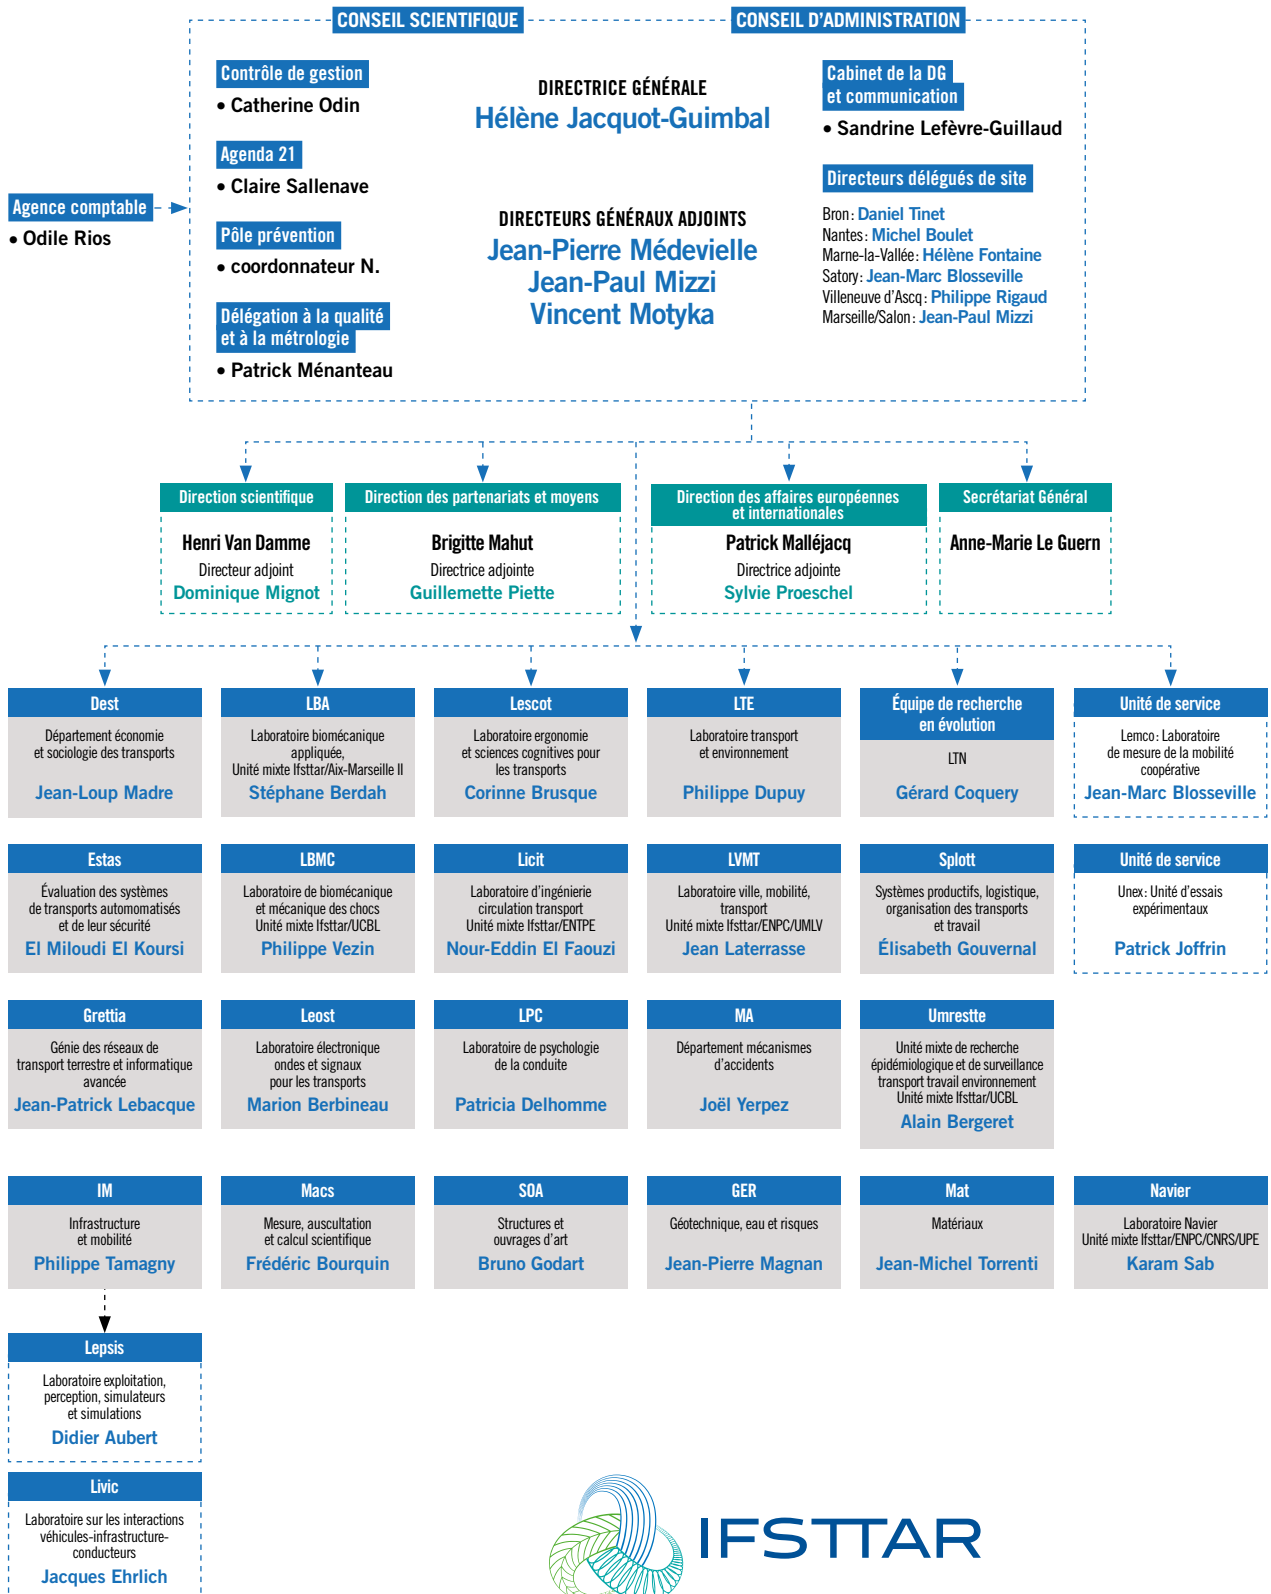 CONSEIL SCIENTIFIQUE
CONSEIL D'ADMINISTRATION
Contrôle de gestion
• Catherine Odin
Agenda 21
• Claire Sallenave
Pôle prévention
• coordonnateur N.
Délégation à la qualité
et à la métrologie
• Patrick Ménanteau
DIRECTRICE GÉNÉRALE
Hélène Jacquot-Guimbal
DIRECTEURS GÉNÉRAUX ADJOINTS
Jean-Pierre Médevielle
Jean-Paul Mizzi
Vincent Motyka
Cabinet de la DG
et communication
• Sandrine Lefèvre-Guillaud
Directeurs délégués de site
Bron : Daniel Tinet
Nantes : Michel Boulet
Marne-la-Vallée : Hélène Fontaine
Satory : Jean-Marc Blosseville
Villeneuve d'Ascq : Philippe Rigaud
Marseille/Salon : Jean-Paul Mizzi
Agence comptable
• Odile Rios
Direction scientifique
Henri Van Damme
Directeur adjoint
Dominique Mignot
Direction des partenariats et moyens
Brigitte Mahut
Directrice adjointe
Guillemette Piette
Direction des affaires européennes
et internationales
Patrick Malléjacq
Directrice adjointe
Sylvie Proeschel
Secrétariat Général
Anne-Marie Le Guern
Dest
Département économie
et sociologie des transports
Jean-Loup Madre
LBA
Laboratoire biomécanique
appliquée,
Unité mixte Ifsttar/Aix-Marseille II
Stéphane Berdah
Lescot
Laboratoire ergonomie
et sciences cognitives pour
les transports
Corinne Brusque
LTE
Laboratoire transport
et environnement
Philippe Dupuy
Équipe de recherche
en évolution
LTN
Gérard Coquery
Unité de service
Lemco : Laboratoire
de mesure de la mobilité
coopérative
Jean-Marc Blosseville
Estas
Évaluation des systèmes
de transports automomatisés
et de leur sécurité
El Miloudi El Koursi
LBMC
Laboratoire de biomécanique
et mécanique des chocs
Unité mixte Ifsttar/UCBL
Philippe Vezin
Licit
Laboratoire d'ingénierie
circulation transport
Unité mixte Ifsttar/ENTPE
Nour-Eddin El Faouzi
LVMT
Laboratoire ville, mobilité,
transport
Unité mixte Ifsttar/ENPC/UMLV
Jean Laterrasse
Splott
Systèmes productifs, logistique,
organisation des transports
et travail
Élisabeth Gouvernal
Unité de service
Unex : Unité d'essais
expérimentaux
Patrick Joffrin
Grettia
Génie des réseaux de
transport terrestre et informatique
avancée
Jean-Patrick Lebacque
Leost
Laboratoire électronique
ondes et signaux
pour les transports
Marion Berbineau
LPC
Laboratoire de psychologie
de la conduite
Patricia Delhomme
MA
Département mécanismes
d'accidents
Joël Yerpez
Umrestte
Unité mixte de recherche
épidémiologique et de surveillance
transport travail environnement
Unité mixte Ifsttar/UCBL
Alain Bergeret
IM
Infrastructure
et mobilité
Philippe Tamagny
Macs
Mesure, auscultation
et calcul scientifique
Frédéric Bourquin
SOA
Structures et
ouvrages d'art
Bruno Godart
GER
Géotechnique, eau et risques
Jean-Pierre Magnan
Mat
Matériaux
Jean-Michel Torrenti
Navier
Laboratoire Navier
Unité mixte Ifsttar/ENPC/CNRS/UPE
Karam Sab
Lepsis
Laboratoire exploitation,
perception, simulateurs
et simulations
Didier Aubert
Livic
Laboratoire sur les interactions
véhicules-infrastructure-
conducteurs
Jacques Ehrlich
IFSTTAR